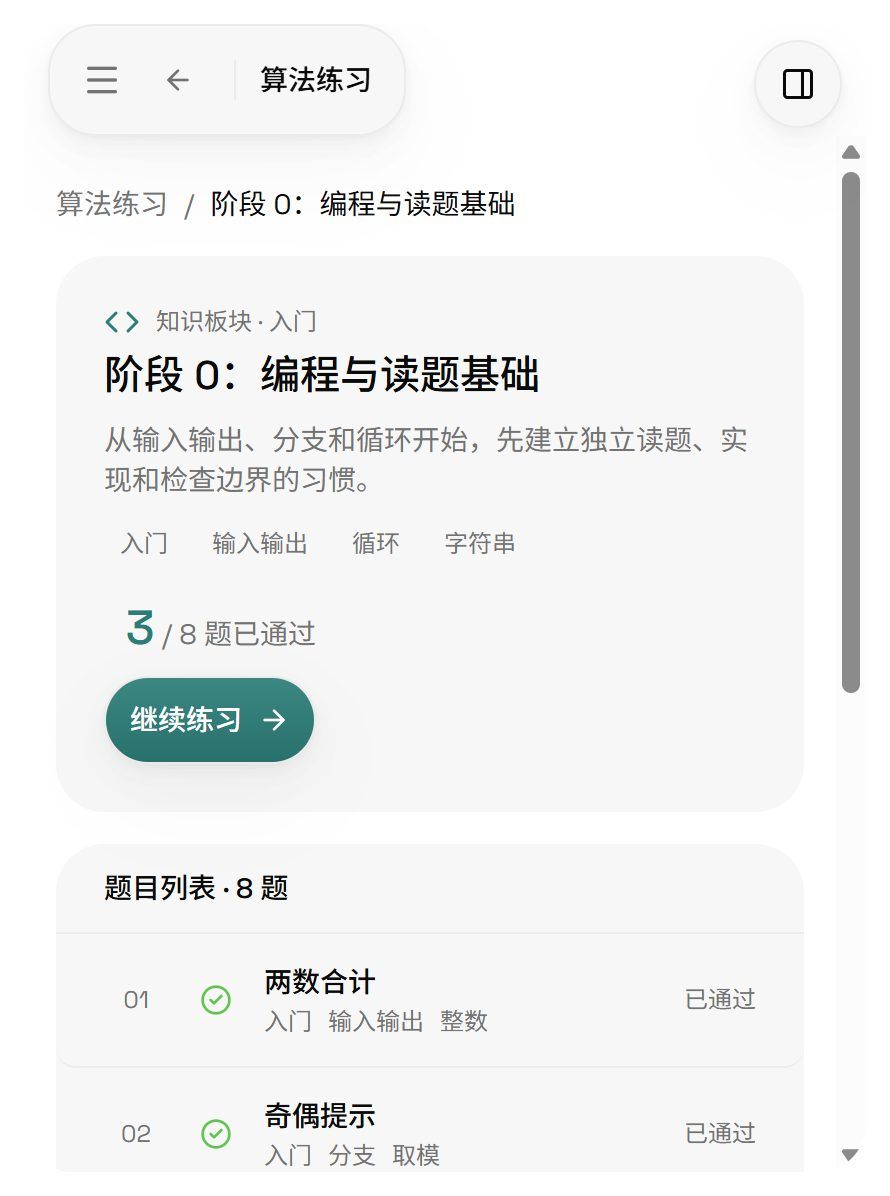 算法练习
算法练习 / 阶段 0：编程与读题基础
知识板块 · 入门
阶段 0：编程与读题基础
从输入输出、分支和循环开始，先建立独立读题、实
现和检查边界的习惯。
入门 输入输出 循环 字符串
3 / 8 题已通过
继续练习 →
题目列表 · 8 题
01 两数合计 已通过
入门 输入输出 整数
02 奇偶提示 已通过
入门 分支 取模